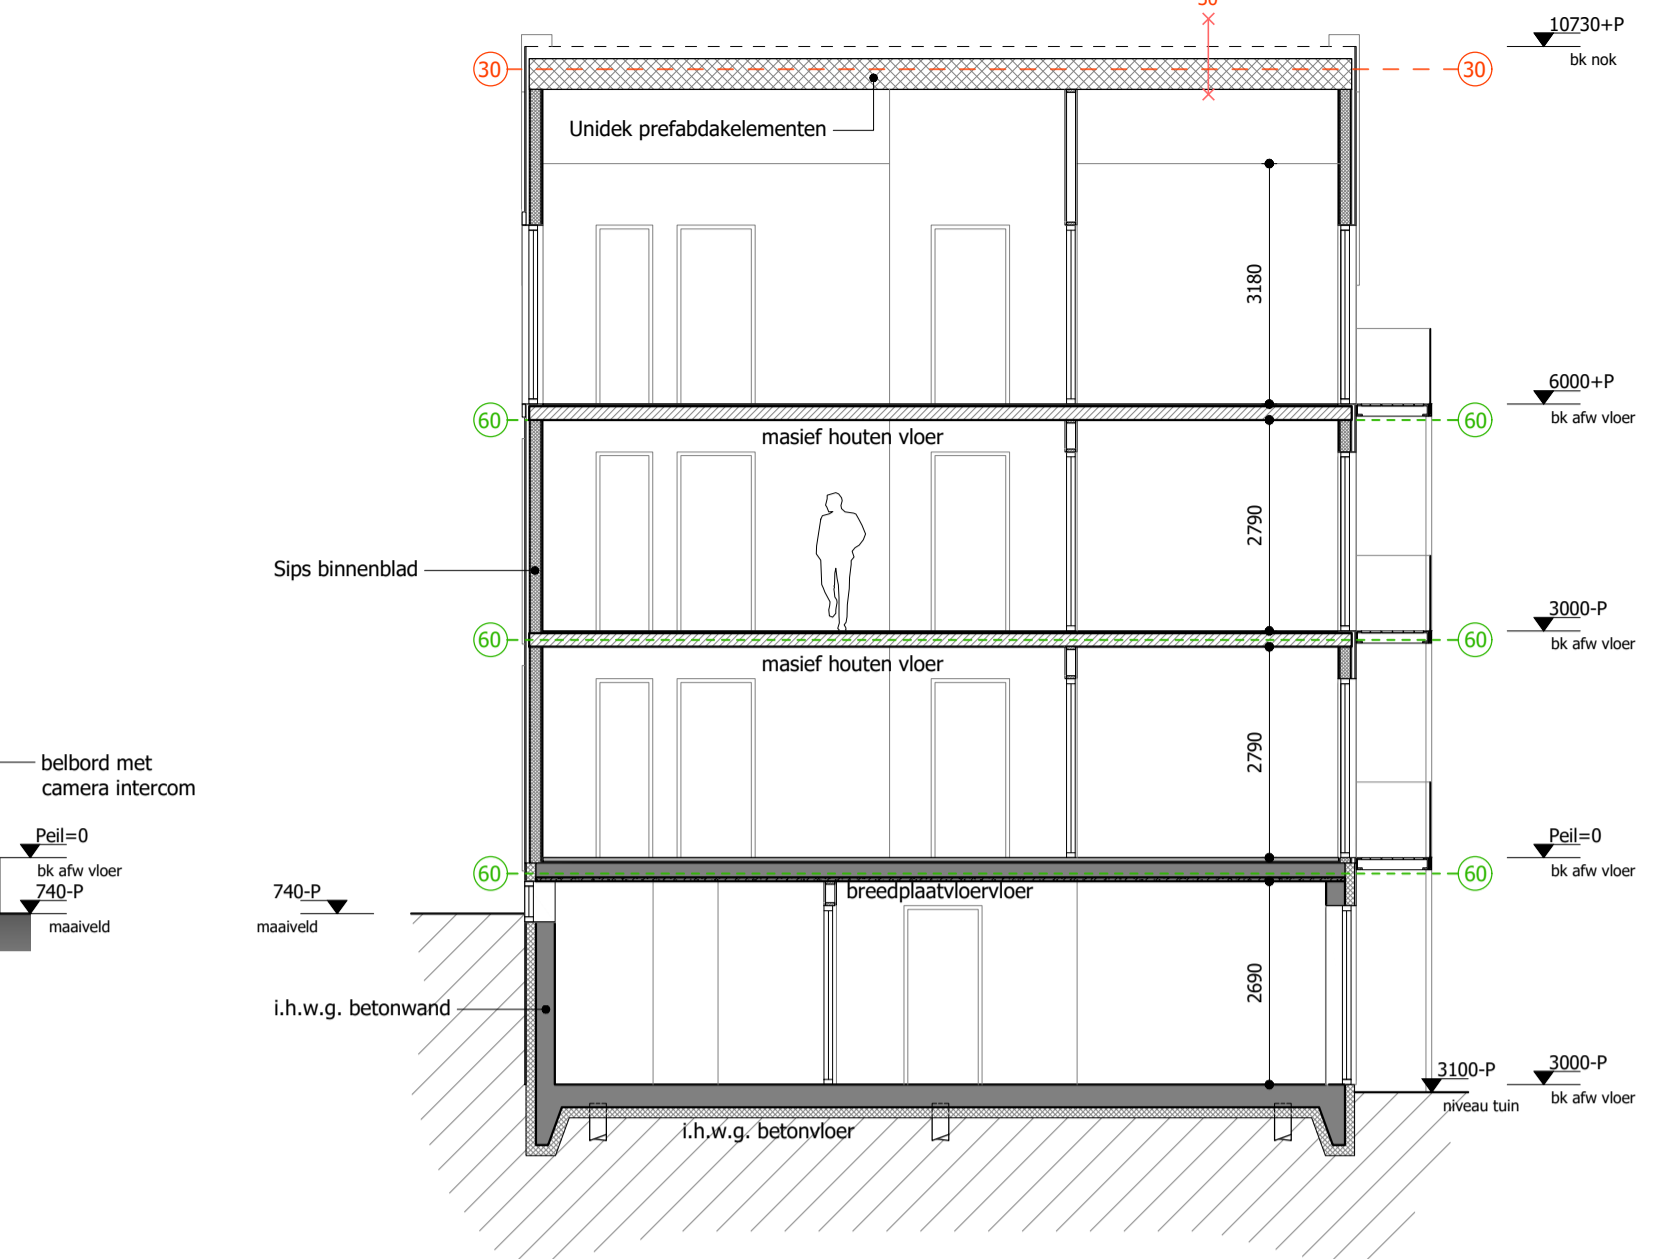 30
10730+P
bk nok
30
30
Unidek prefabdakelementen
3180
6000+P
bk afw vloer
60
60
masief houten vloer
2790
Sips binnenblad
3000-P
bk afw vloer
60
60
masief houten vloer
2790
belbord met
camera intercom
Peil=0
bk afw vloer
740-P
maaiveld
740-P
maaiveld
Peil=0
bk afw vloer
60
60
breedplaatvloervloer
2690
i.h.w.g. betonwand
3100-P
niveau tuin
3000-P
bk afw vloer
i.h.w.g. betonvloer